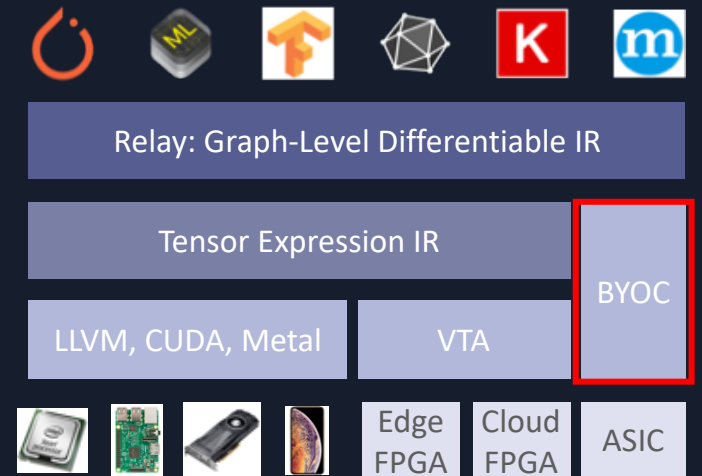 ML
K
m
Relay: Graph-Level Differentiable IR
Tensor Expression IR
BYOC
LLVM, CUDA, Metal
VTA
Edge
FPGA
Cloud
FPGA
ASIC